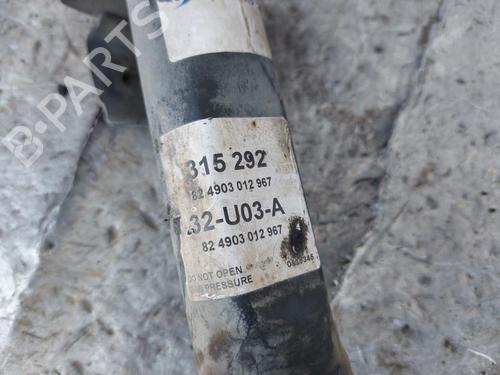 315 292
82 4903 012 967
32-U03-A
82 4903 012 967
DO NOT OPEN
PRESSURE
B-PARTS